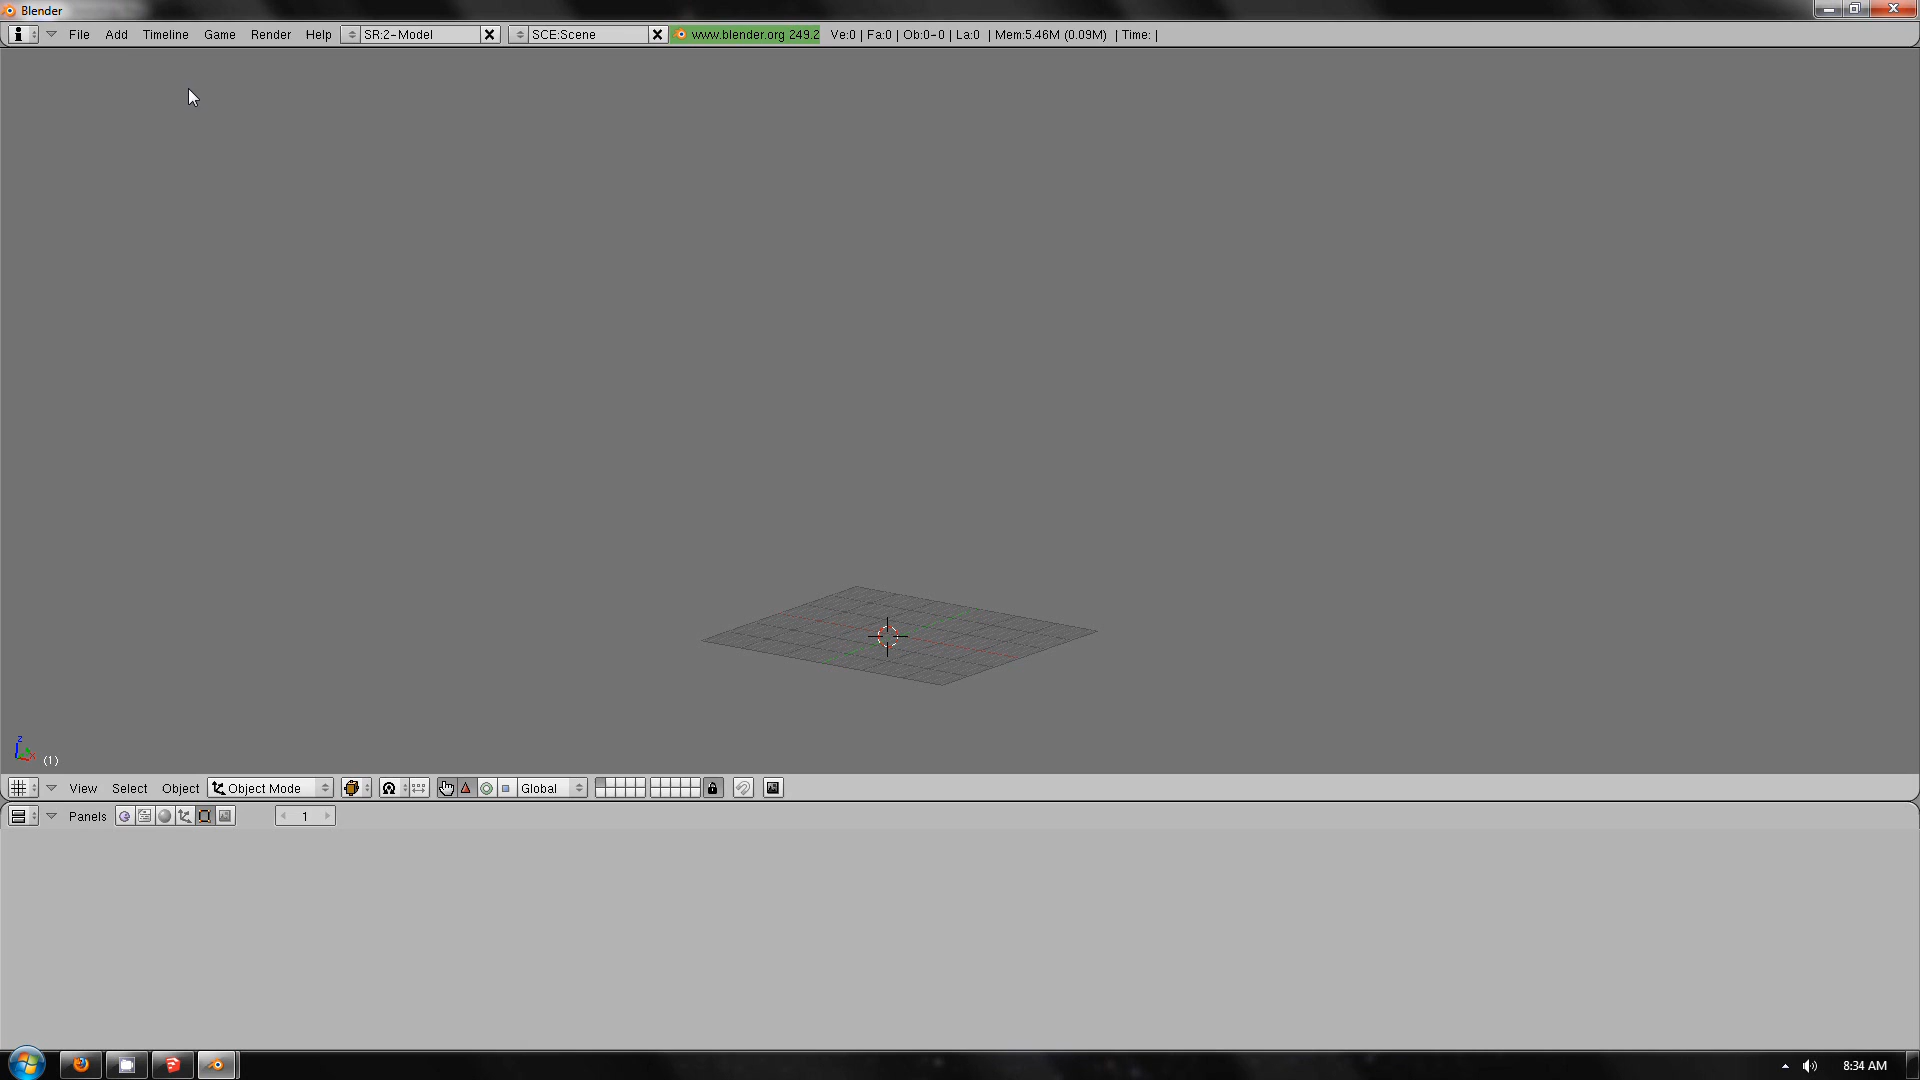 Blender
File Add Timeline Game Render Help SR:2-Model SCE:Scene www.blender.org 249.2 Ve:0 | Fa:0 | Ob:0-0 | La:0 | Mem:5.46M (0.09M) | Time: |
z
(1)
View Select Object Object Mode Global
Panels 1
8:34 AM